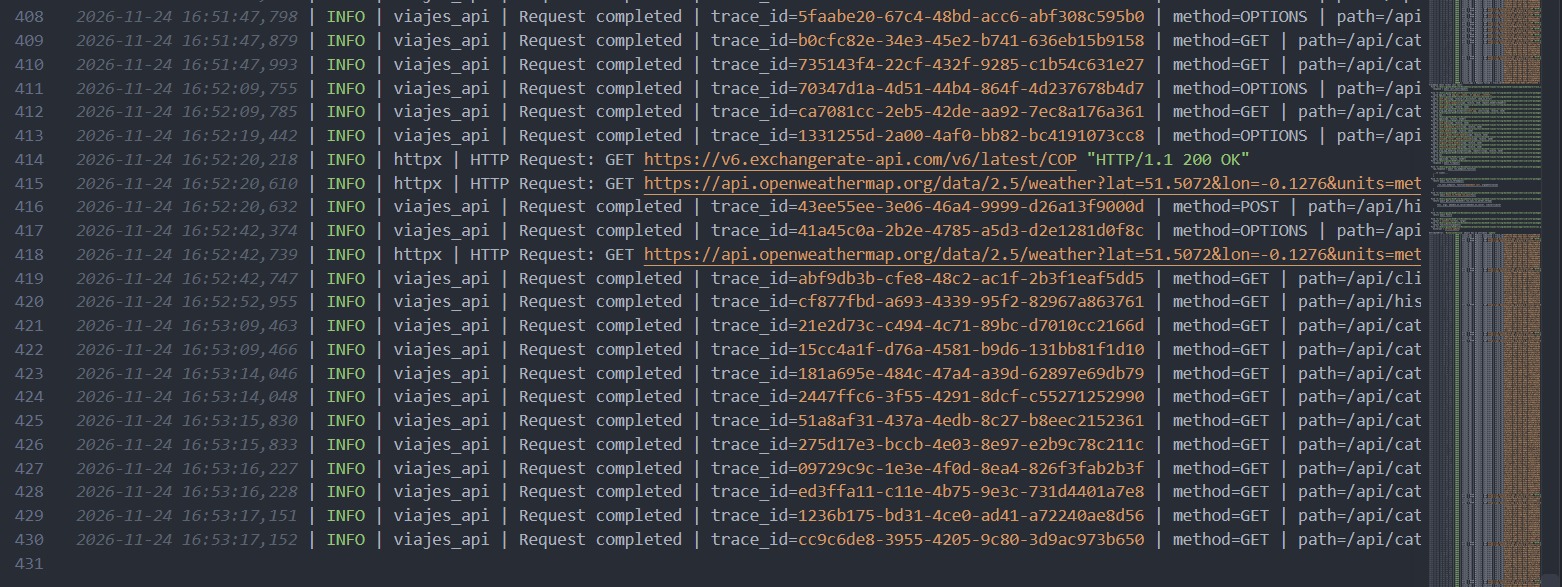 408 2026-11-24 16:51:47,798 | INFO | viajes_api | Request completed | trace_id=5faabe20-67c4-48bd-acc6-abf308c595b0 | method=OPTIONS | path=/api
409 2026-11-24 16:51:47,879 | INFO | viajes_api | Request completed | trace_id=b0cfc82e-34e3-45e2-b741-636eb15b9158 | method=GET | path=/api/cat
410 2026-11-24 16:51:47,993 | INFO | viajes_api | Request completed | trace_id=735143f4-22cf-432f-9285-c1b54c631e27 | method=GET | path=/api/cat
411 2026-11-24 16:52:09,755 | INFO | viajes_api | Request completed | trace_id=70347d1a-4d51-44b4-864f-4d237678b4d7 | method=OPTIONS | path=/api
412 2026-11-24 16:52:09,785 | INFO | viajes_api | Request completed | trace_id=ca7081cc-2eb5-42de-aa92-7ec8a176a361 | method=GET | path=/api/cat
413 2026-11-24 16:52:19,442 | INFO | viajes_api | Request completed | trace_id=1331255d-2a00-4af0-bb82-bc4191073cc8 | method=OPTIONS | path=/api
414 2026-11-24 16:52:20,218 | INFO | httpx | HTTP Request: GET https://v6.exchangerate-api.com/v6/latest/COP "HTTP/1.1 200 OK"
415 2026-11-24 16:52:20,610 | INFO | httpx | HTTP Request: GET https://api.openweathermap.org/data/2.5/weather?lat=51.5072&lon=-0.1276&units=met
416 2026-11-24 16:52:20,632 | INFO | viajes_api | Request completed | trace_id=43ee55ee-3e06-46a4-9999-d26a13f9000d | method=POST | path=/api/hi
417 2026-11-24 16:52:42,374 | INFO | viajes_api | Request completed | trace_id=41a45c0a-2b2e-4785-a5d3-d2e1281d0f8c | method=OPTIONS | path=/api
418 2026-11-24 16:52:42,739 | INFO | httpx | HTTP Request: GET https://api.openweathermap.org/data/2.5/weather?lat=51.5072&lon=-0.1276&units=met
419 2026-11-24 16:52:42,747 | INFO | viajes_api | Request completed | trace_id=abf9db3b-cfe8-48c2-ac1f-2b3f1eaf5dd5 | method=GET | path=/api/cli
420 2026-11-24 16:52:52,955 | INFO | viajes_api | Request completed | trace_id=cf877fbd-a693-4339-95f2-82967a863761 | method=GET | path=/api/his
421 2026-11-24 16:53:09,463 | INFO | viajes_api | Request completed | trace_id=21e2d73c-c494-4c71-89bc-d7010cc2166d | method=GET | path=/api/cat
422 2026-11-24 16:53:09,466 | INFO | viajes_api | Request completed | trace_id=15cc4a1f-d76a-4581-b9d6-131bb81f1d10 | method=GET | path=/api/cat
423 2026-11-24 16:53:14,046 | INFO | viajes_api | Request completed | trace_id=181a695e-484c-47a4-a39d-62897e69db79 | method=GET | path=/api/cat
424 2026-11-24 16:53:14,048 | INFO | viajes_api | Request completed | trace_id=2447ffc6-3f55-4291-8dcf-c55271252990 | method=GET | path=/api/cat
425 2026-11-24 16:53:15,830 | INFO | viajes_api | Request completed | trace_id=51a8af31-437a-4edb-8c27-b8eec2152361 | method=GET | path=/api/cat
426 2026-11-24 16:53:15,833 | INFO | viajes_api | Request completed | trace_id=275d17e3-bccb-4e03-8e97-e2b9c78c211c | method=GET | path=/api/cat
427 2026-11-24 16:53:16,227 | INFO | viajes_api | Request completed | trace_id=09729c9c-1e3e-4f0d-8ea4-826f3fab2b3f | method=GET | path=/api/cat
428 2026-11-24 16:53:16,228 | INFO | viajes_api | Request completed | trace_id=ed3ffa11-c11e-4b75-9e3c-731d4401a7e8 | method=GET | path=/api/cat
429 2026-11-24 16:53:17,151 | INFO | viajes_api | Request completed | trace_id=1236b175-bd31-4ce0-ad41-a72240ae8d56 | method=GET | path=/api/cat
430 2026-11-24 16:53:17,152 | INFO | viajes_api | Request completed | trace_id=cc9c6de8-3955-4205-9c80-3d9ac973b650 | method=GET | path=/api/cat
431